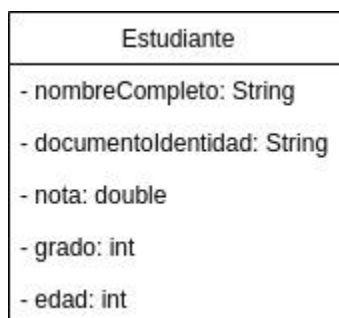 Estudiante
- nombreCompleto: String
- documentoIdentidad: String
- nota: double
- grado: int
- edad: int